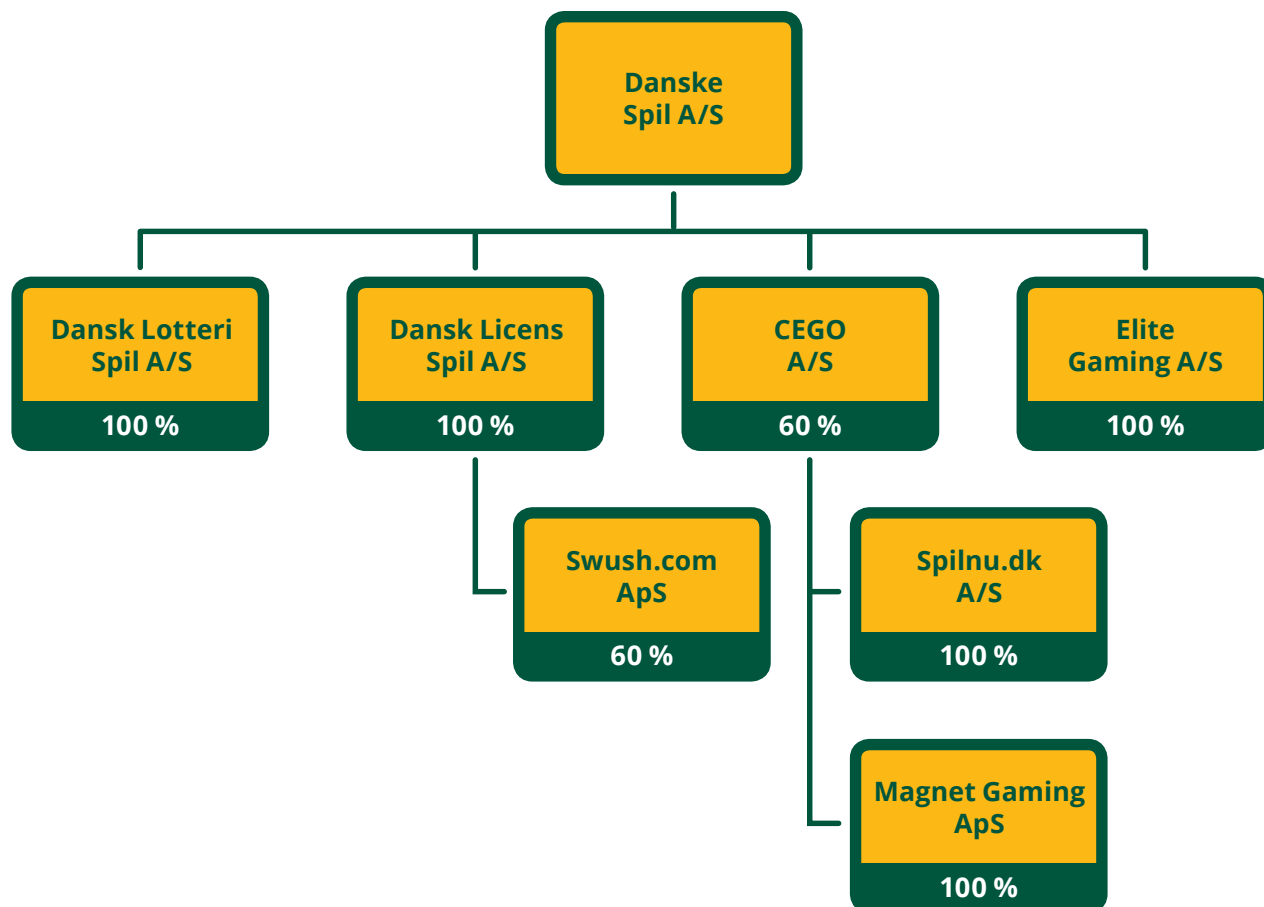 Danske
Spil A/S
Dansk Lotteri
Spil A/S
100 %
Dansk Licens
Spil A/S
100 %
CEGO
A/S
60 %
Elite
Gaming A/S
100 %
Swush.com
ApS
60 %
Spilnu.dk
A/S
100 %
Magnet Gaming
ApS
100 %